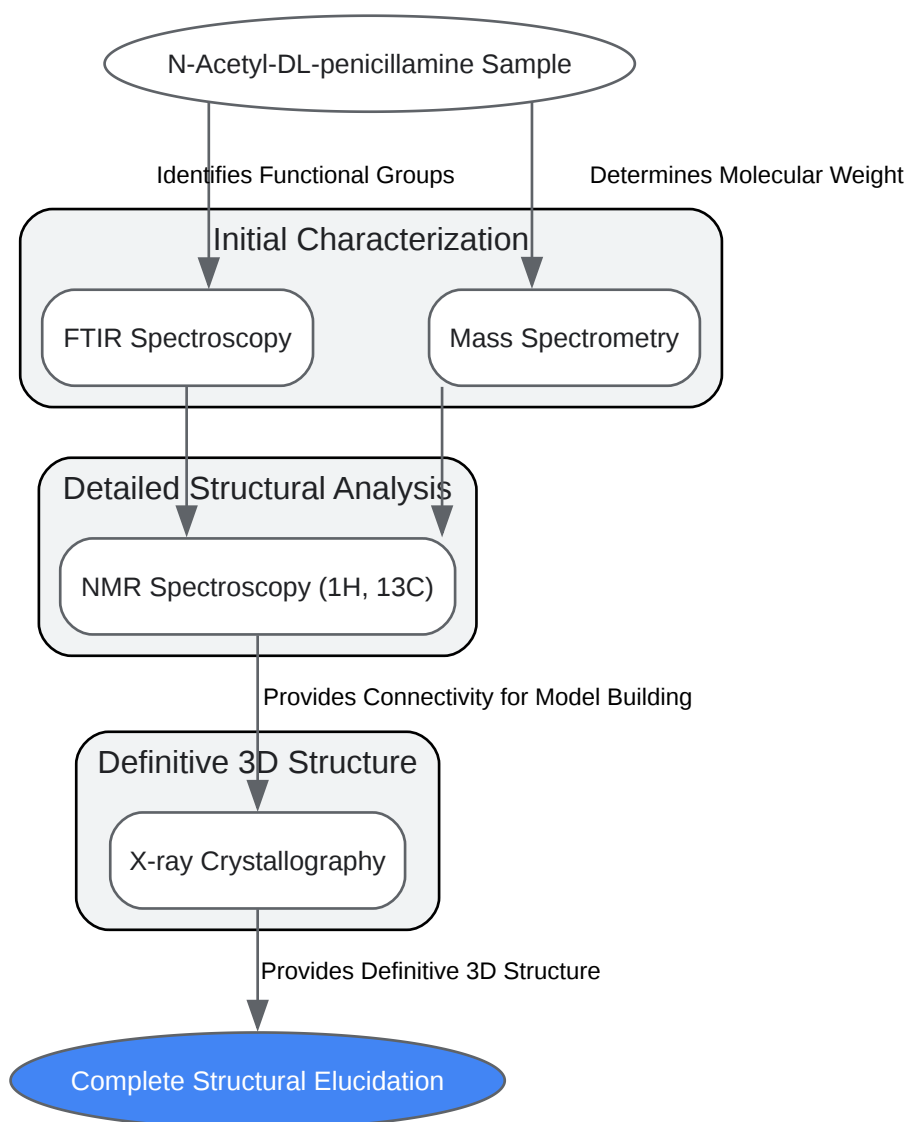 N-Acetyl-DL-penicillamine Sample
Identifies Functional Groups
Determines Molecular Weight
Initial Characterization
FTIR Spectroscopy
Mass Spectrometry
Detailed Structural Analysis
NMR Spectroscopy (1H, 13C)
Provides Connectivity for Model Building
Definitive 3D Structure
X-ray Crystallography
Provides Definitive 3D Structure
Complete Structural Elucidation